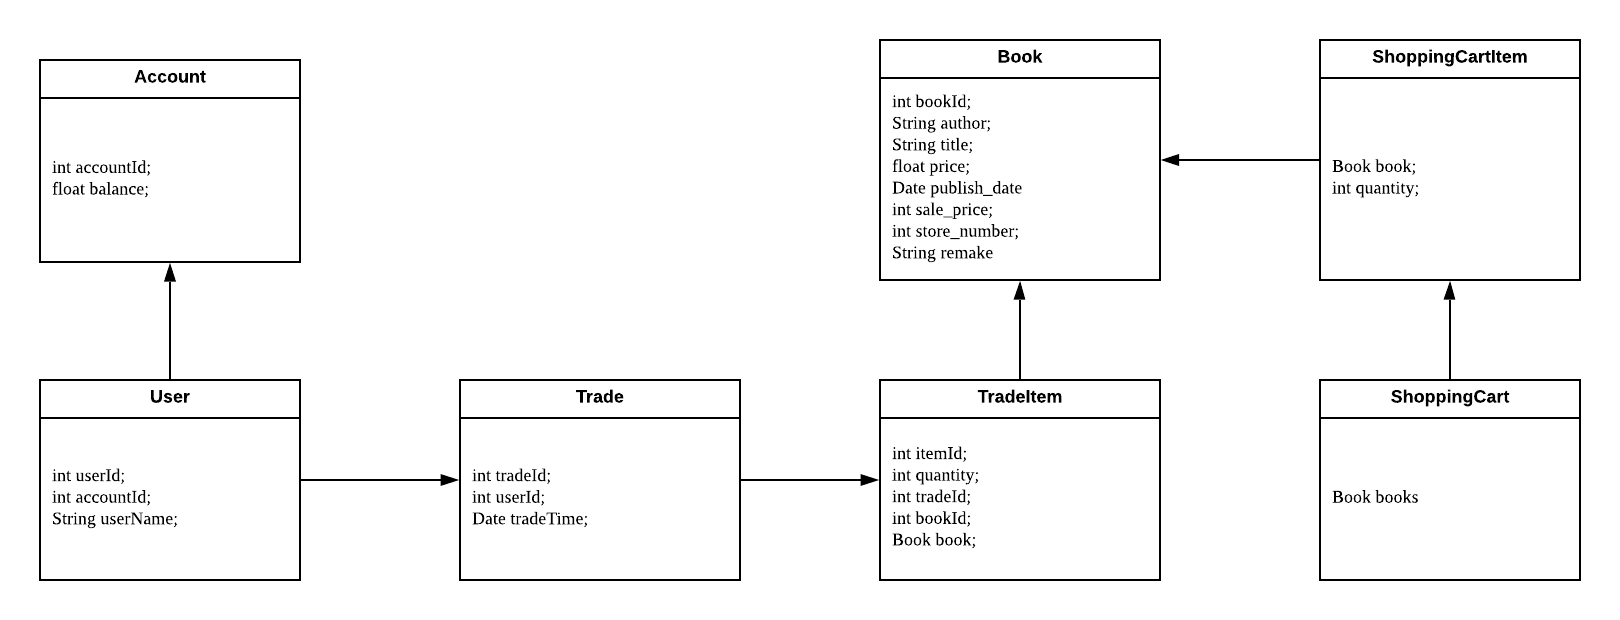 Account
int accountId;
float balance;
Book
int bookId;
String author;
String title;
float price;
Date publish_date
int sale_price;
int store_number;
String remake
ShoppingCartItem
Book book;
int quantity;
User
int userId;
int accountId;
String userName;
Trade
int tradeId;
int userId;
Date tradeTime;
TradeItem
int itemId;
int quantity;
int tradeId;
int bookId;
Book book;
ShoppingCart
Book books